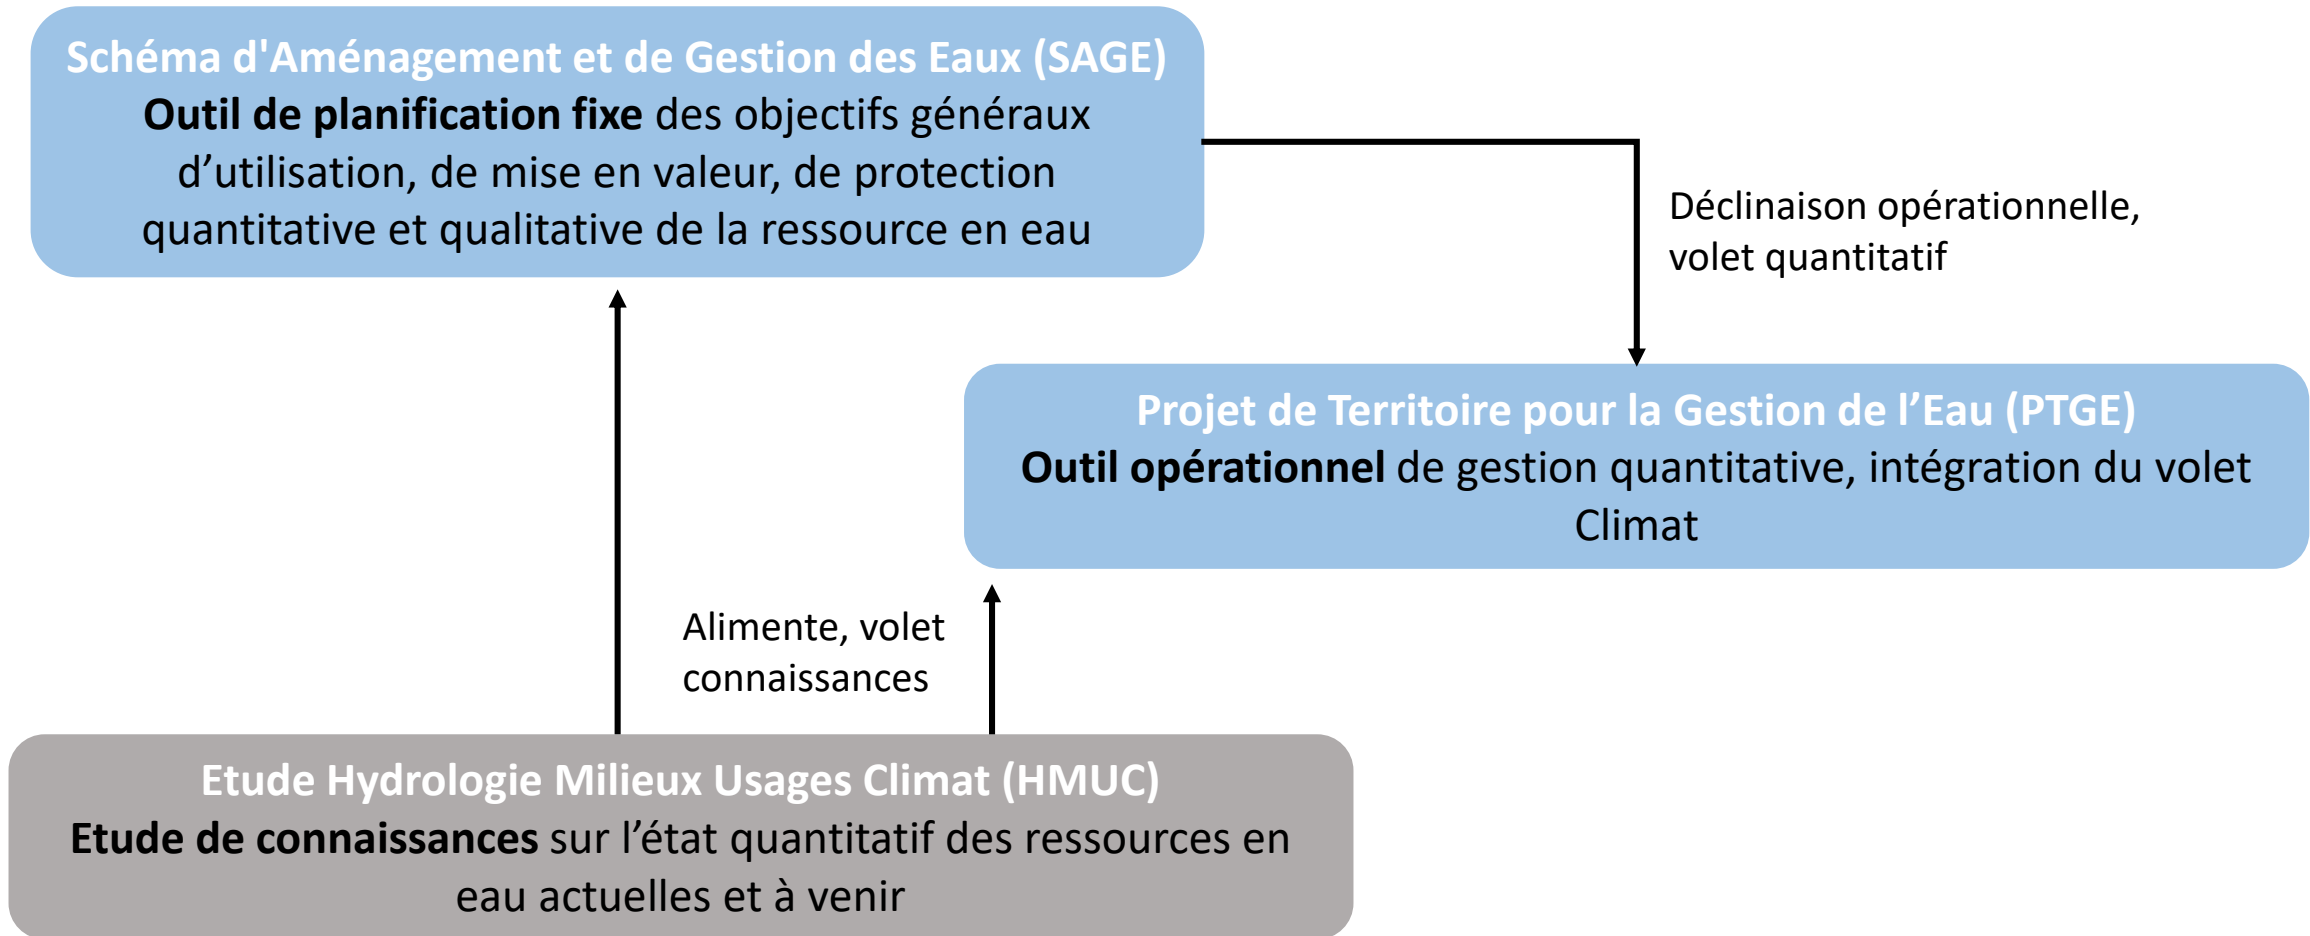 Schéma d'Aménagement et de Gestion des Eaux (SAGE)
Outil de planification fixe des objectifs généraux
d’utilisation, de mise en valeur, de protection
quantitative et qualitative de la ressource en eau
Déclinaison opérationnelle,
volet quantitatif
Projet de Territoire pour la Gestion de l’Eau (PTGE)
Outil opérationnel de gestion quantitative, intégration du volet
Climat
Alimente, volet
connaissances
Etude Hydrologie Milieux Usages Climat (HMUC)
Etude de connaissances sur l’état quantitatif des ressources en
eau actuelles et à venir